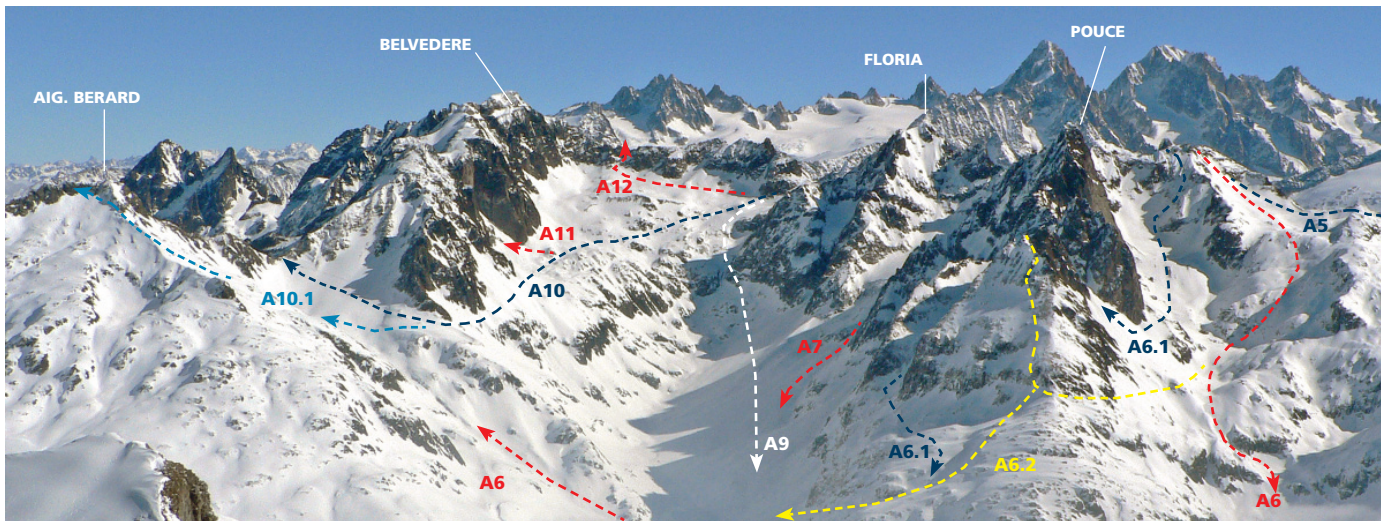 POUCE
BELVEDERE
FLORIA
AIG. BERARD
A12
A5
A11
A10
A10.1
A7
A6.1
A9
A6.1
A6.2
A6
A6